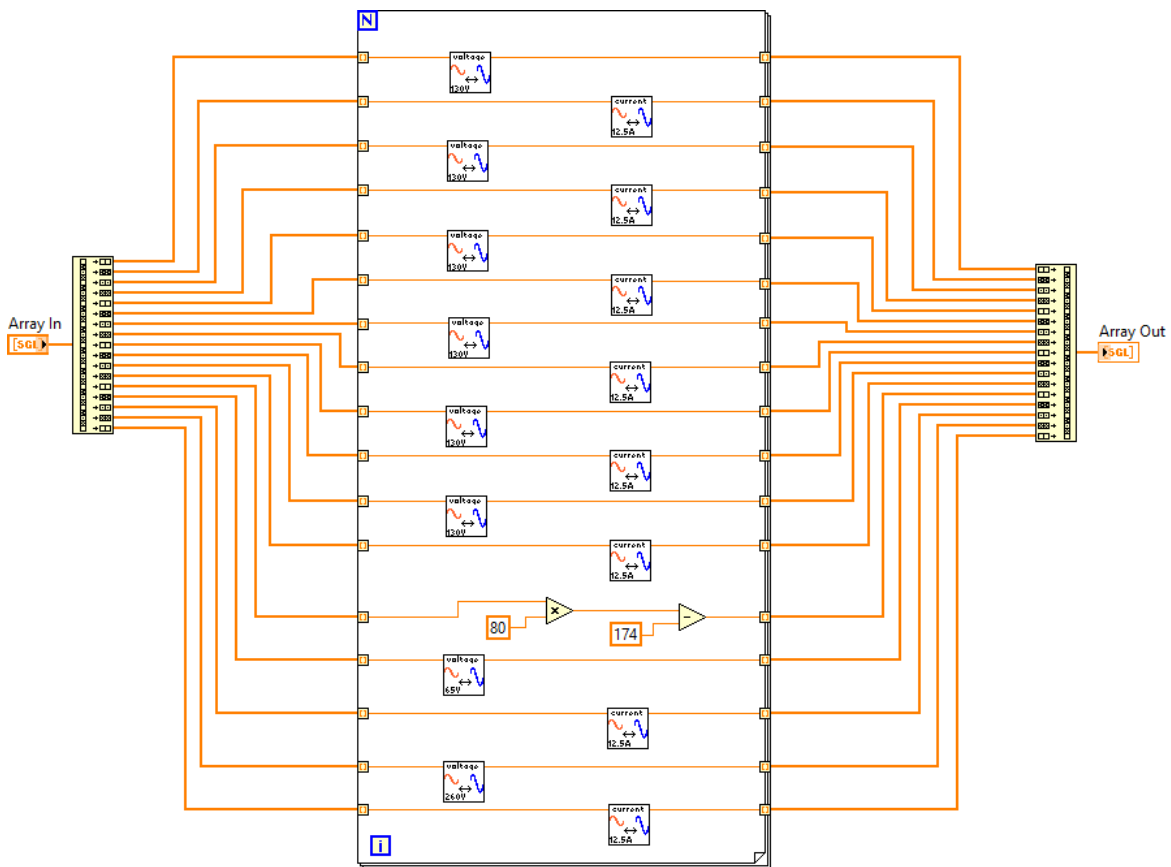 N
voltage
130V
current
12.5A
voltage
130V
current
12.5A
voltage
130V
current
12.5A
Array In
[SGL]
voltage
130V
Array Out
[SGL]
current
12.5A
voltage
130V
current
12.5A
voltage
130V
current
12.5A
x
80
174
-
voltage
65V
current
12.5A
voltage
260V
current
12.5A
i